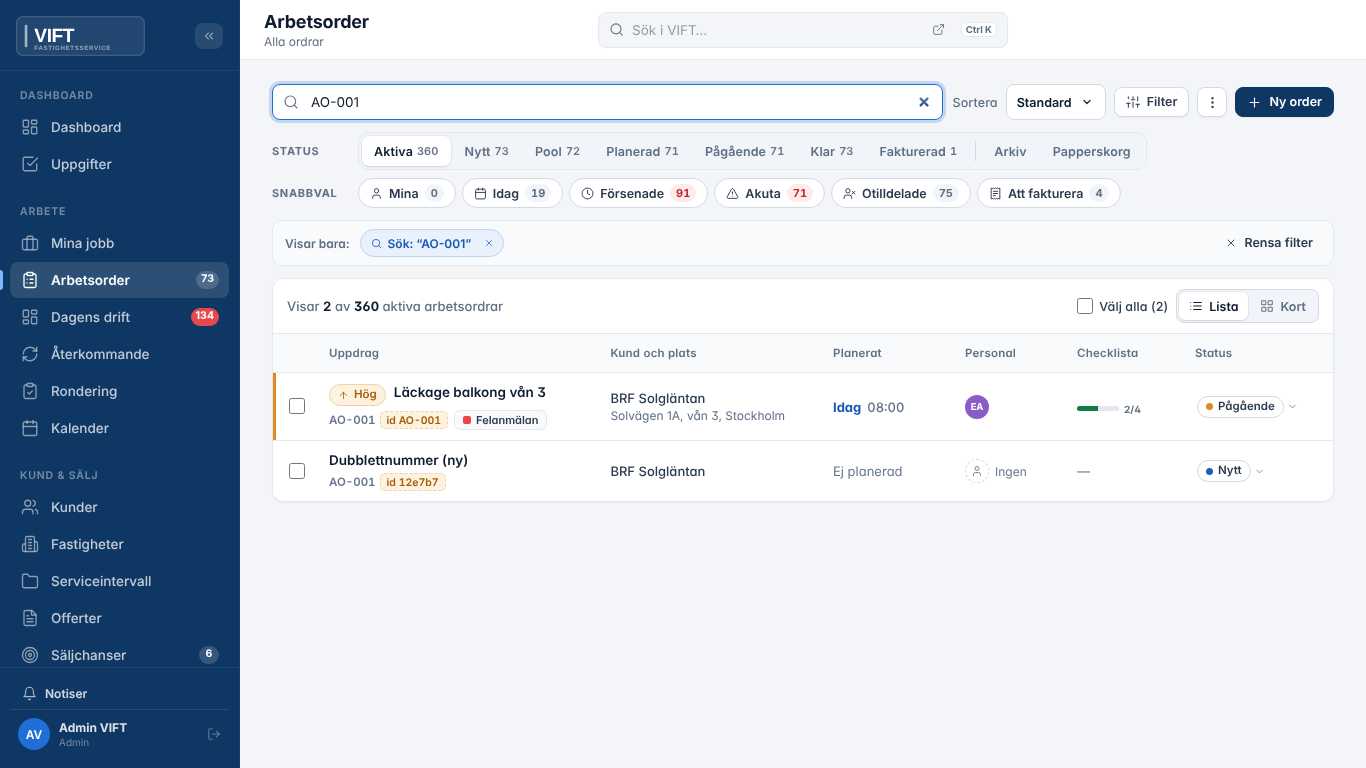 VIFT
FASTIGHETSSERVICE
DASHBOARD
Dashboard
Uppgifter
ARBETE
Mina jobb
Arbetsorder 73
Dagens drift 134
Återkommande
Rondering
Kalender
KUND & SÄLJ
Kunder
Fastigheter
Serviceintervall
Offerter
Säljchanser 6
Notiser
AV Admin VIFT
Admin
Arbetsorder
Alla ordrar
Sök i VIFT... Ctrl K
AO-001
Sortera Standard Filter Ny order
STATUS Aktiva 360 Nytt 73 Pool 72 Planerad 71 Pågående 71 Klar 73 Fakturerad 1 Arkiv Papperskorg
SNABBVAL Mina 0 Idag 19 Försenade 91 Akuta 71 Otilldelade 75 Att fakturera 4
Visar bara: Sök: “AO-001” Rensa filter
Visar 2 av 360 aktiva arbetsordrar Välj alla (2) Lista Kort
Uppdrag Kund och plats Planerat Personal Checklista Status
Hög Läckage balkong vån 3
AO-001 id AO-001 Felanmälan
BRF Solgläntan
Solvägen 1A, vån 3, Stockholm
Idag 08:00 EA 2/4 Pågående
Dubblettnummer (ny)
AO-001 id 12e7b7
BRF Solgläntan Ej planerad Ingen — Nytt